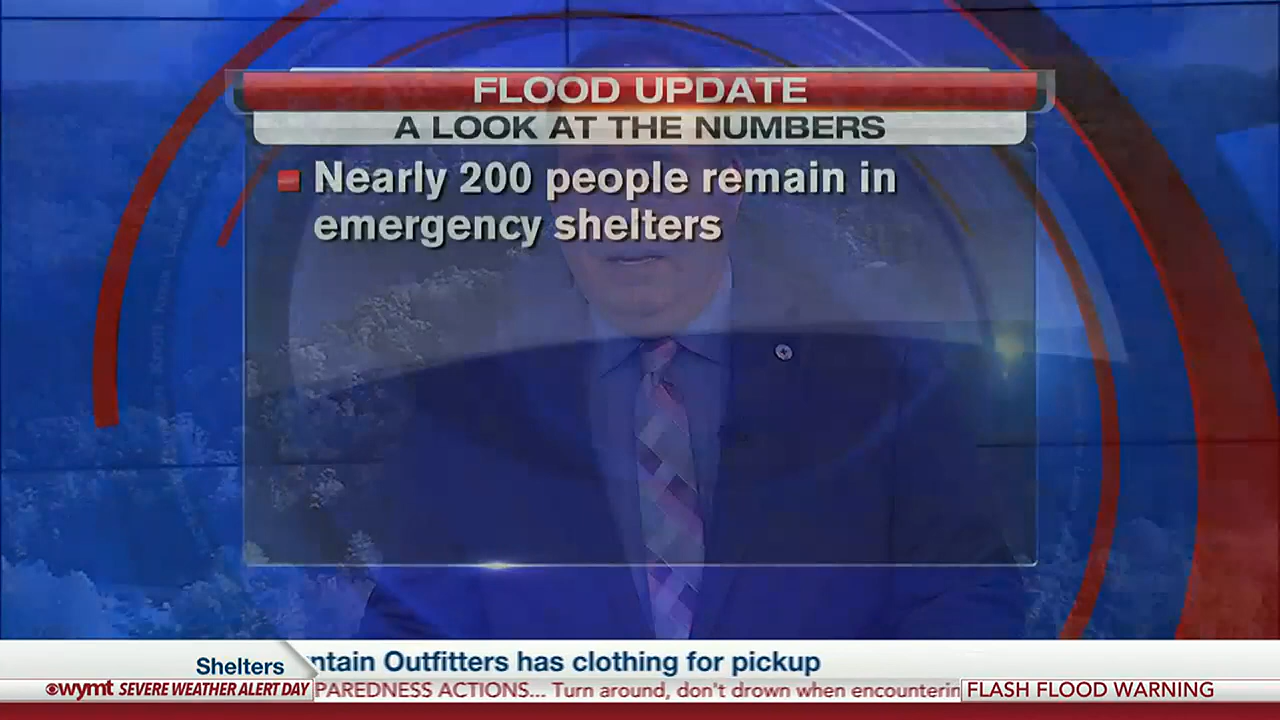 FLOOD UPDATE
A LOOK AT THE NUMBERS
Nearly 200 people remain in
emergency shelters
Shelters
ntain Outfitters has clothing for pickup
wymt SEVERE WEATHER ALERT DAY
PAREDNESS ACTIONS... Turn around, don't drown when encounterin
FLASH FLOOD WARNING